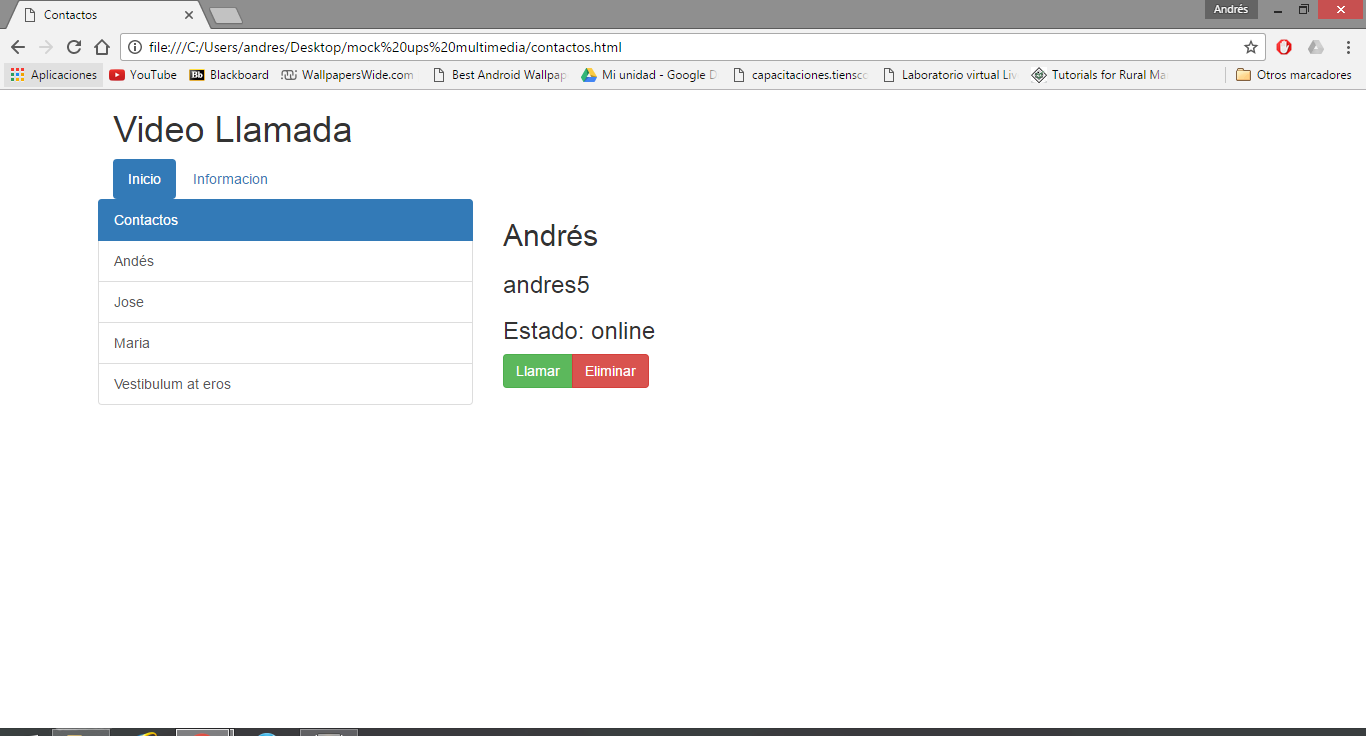 Contactos
Andrés
file:///C:/Users/andres/Desktop/mock%20ups%20multimedia/contactos.html
Aplicaciones YouTube Bb Blackboard WallpapersWide.com Best Android Wallpap Mi unidad - Google D capacitaciones.tiensco Laboratorio virtual Liv Tutorials for Rural Ma Otros marcadores
Video Llamada
Inicio Informacion
Contactos
Andés
Jose
Maria
Vestibulum at eros
Andrés
andres5
Estado: online
Llamar Eliminar